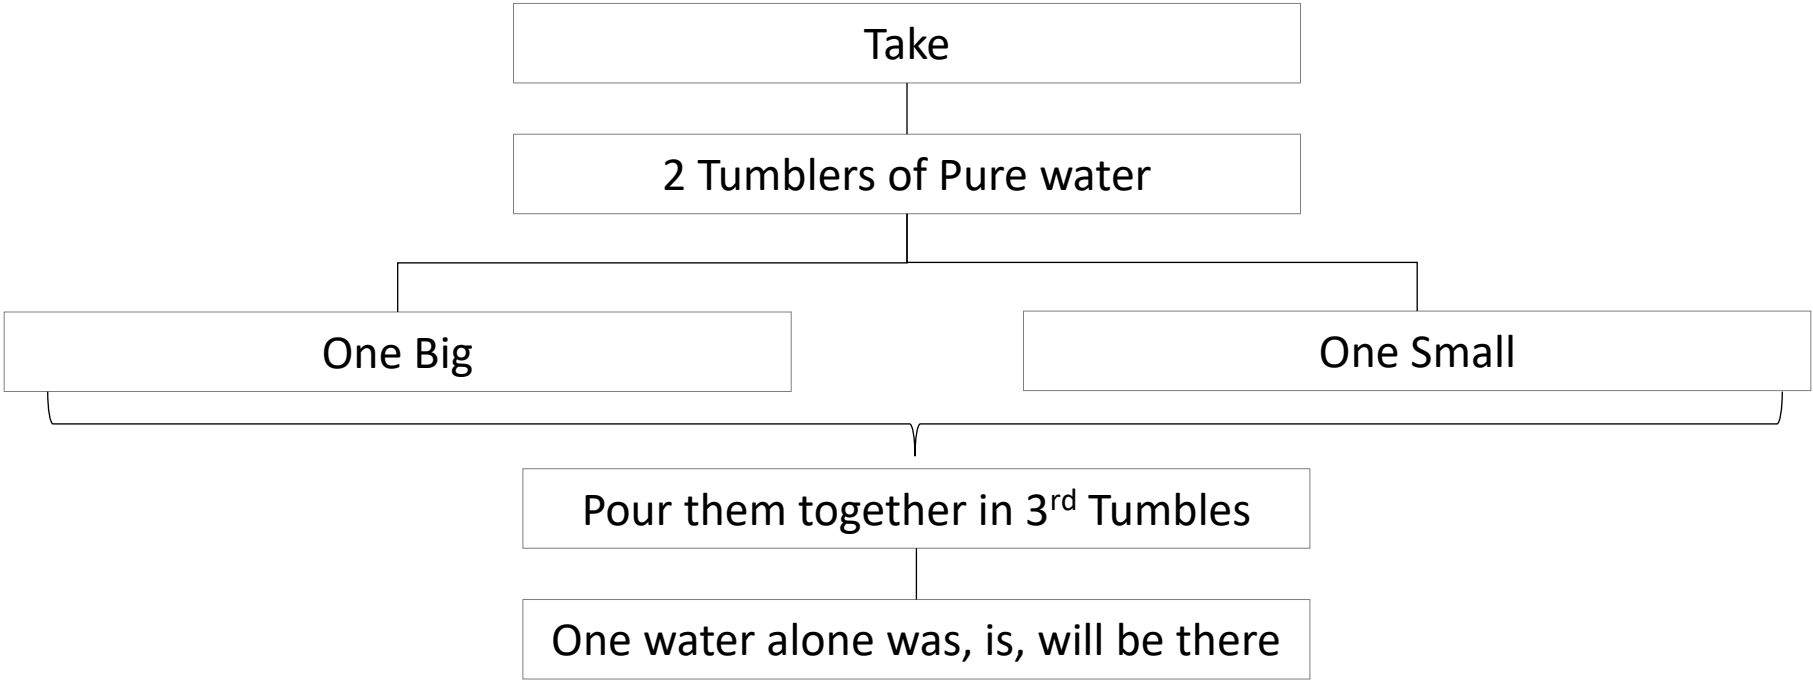 Take
2 Tumblers of Pure water
One Big
One Small
Pour them together in 3rd Tumbles
One water alone was, is, will be there